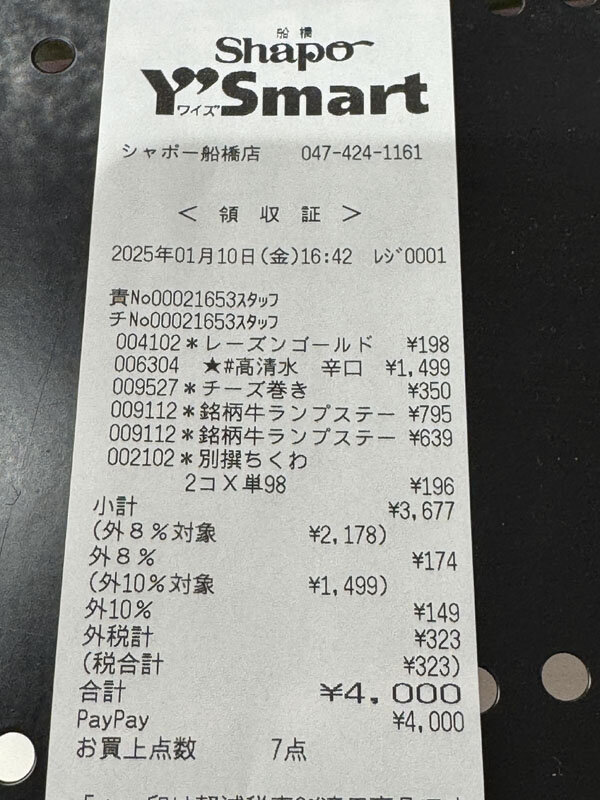 船橋
Shapo
Y's Smart
ワイズ
シャポー船橋店 047-424-1161
< 領 収 証 >
2025年01月10日(金)16:42 ﾚｼﾞ0001
責No00021653ｽﾀｯﾌ
チNo00021653ｽﾀｯﾌ
004102*レーズンゴールド ¥198
006304 ★#高清水 辛口 ¥1,499
009527*チーズ巻き ¥350
009112*銘柄牛ランプステー ¥795
009112*銘柄牛ランプステー ¥639
002102*別撰ちくわ
2コX単98 ¥196
小計 ¥3,677
(外8%対象 ¥2,178)
外8% ¥174
(外10%対象 ¥1,499)
外10% ¥149
外税計 ¥323
(税合計 ¥323)
合計 ¥4,000
PayPay ¥4,000
お買上点数 7点